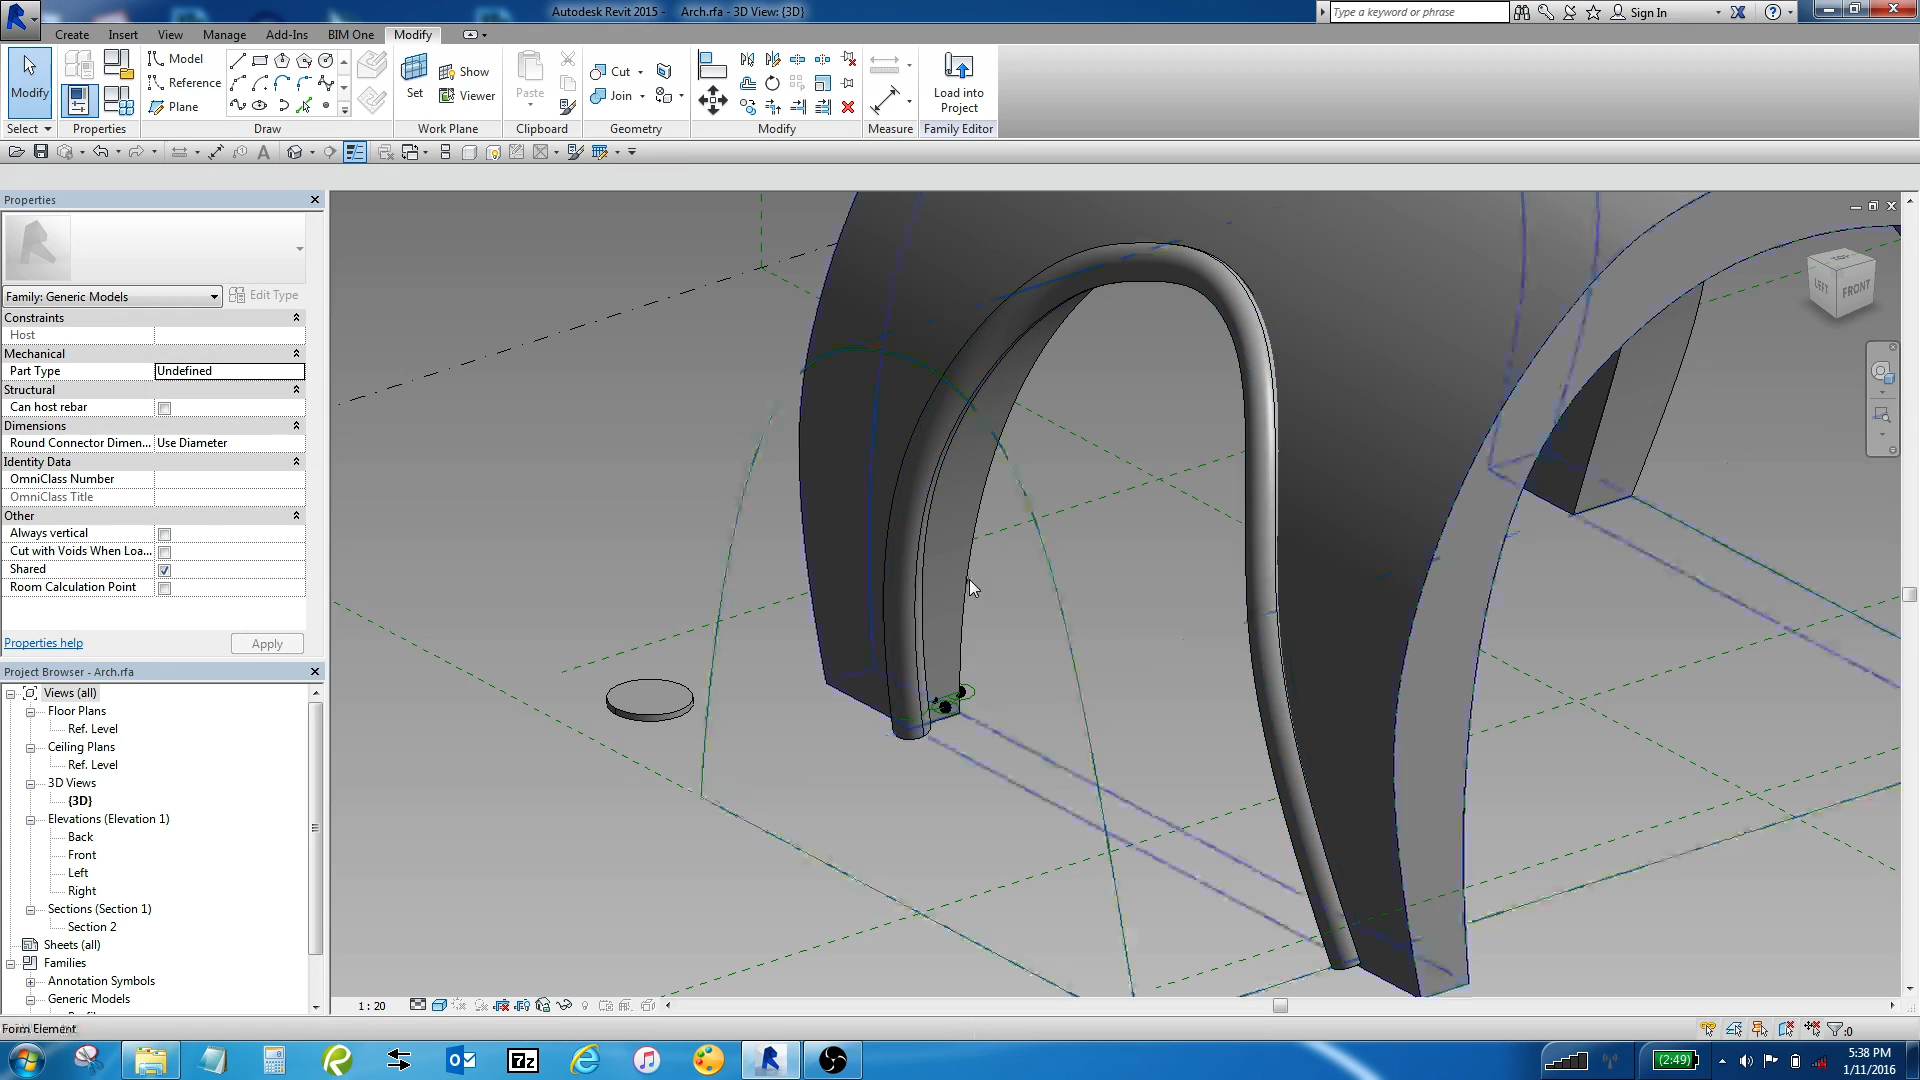 Autodesk Revit 2015 - Arch.rfa - 3D View: {3D}
Type a keyword or phrase
Sign In
Create Insert View Manage Add-Ins BIM One Modify
Modify
Model
Reference
Plane
Set
Show
Viewer
Paste
Cut
Join
Load into
Project
Select Properties Draw Work Plane Clipboard Geometry Modify Measure Family Editor
Properties
Family: Generic Models
Edit Type
Constraints
Host
Mechanical
Part Type Undefined
Structural
Can host rebar
Dimensions
Round Connector Dimen... Use Diameter
Identity Data
OmniClass Number
OmniClass Title
Other
Always vertical
Cut with Voids When Loa...
Shared
Room Calculation Point
Properties help
Apply
Project Browser - Arch.rfa
Views (all)
Floor Plans
Ref. Level
Ceiling Plans
Ref. Level
3D Views
{3D}
Elevations (Elevation 1)
Back
Front
Left
Right
Sections (Section 1)
Section 2
Sheets (all)
Families
Annotation Symbols
Generic Models
TOP
LEFT
FRONT
1 : 20
Form Element
:0
7z
(2:49)
5:38 PM
1/11/2016